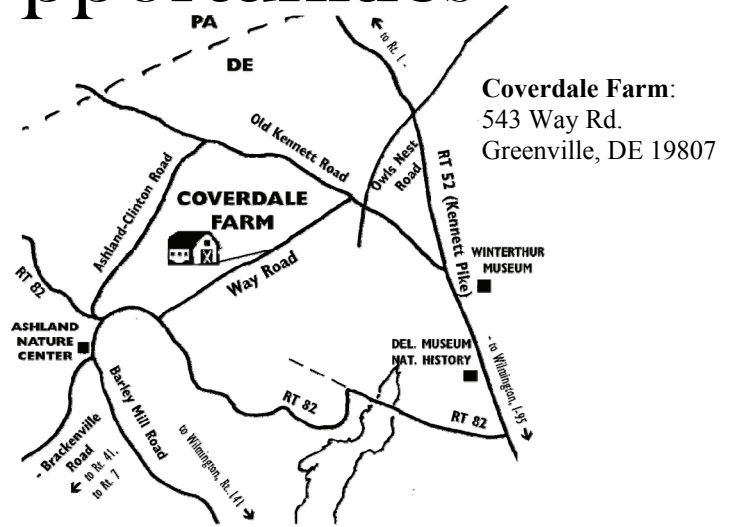 pportunities
PA
DE
to Rt. 1 -
Coverdale Farm:
543 Way Rd.
Greenville, DE 19807
Old Kennett Road
Owls Nest
Road
RT 52 (Kennett Pike)
Ashland-Clinton Road
COVERDALE
FARM
Way Road
WINTERTHUR
MUSEUM
RT 82
ASHLAND
NATURE
CENTER
DEL. MUSEUM
NAT. HISTORY
- to Wilmington, I-95
Barley Mill Road
to Wilmington, Rt. 141
RT 82
RT 82
- Brackenville
Road
to Rt. 41,
to Rt. 7